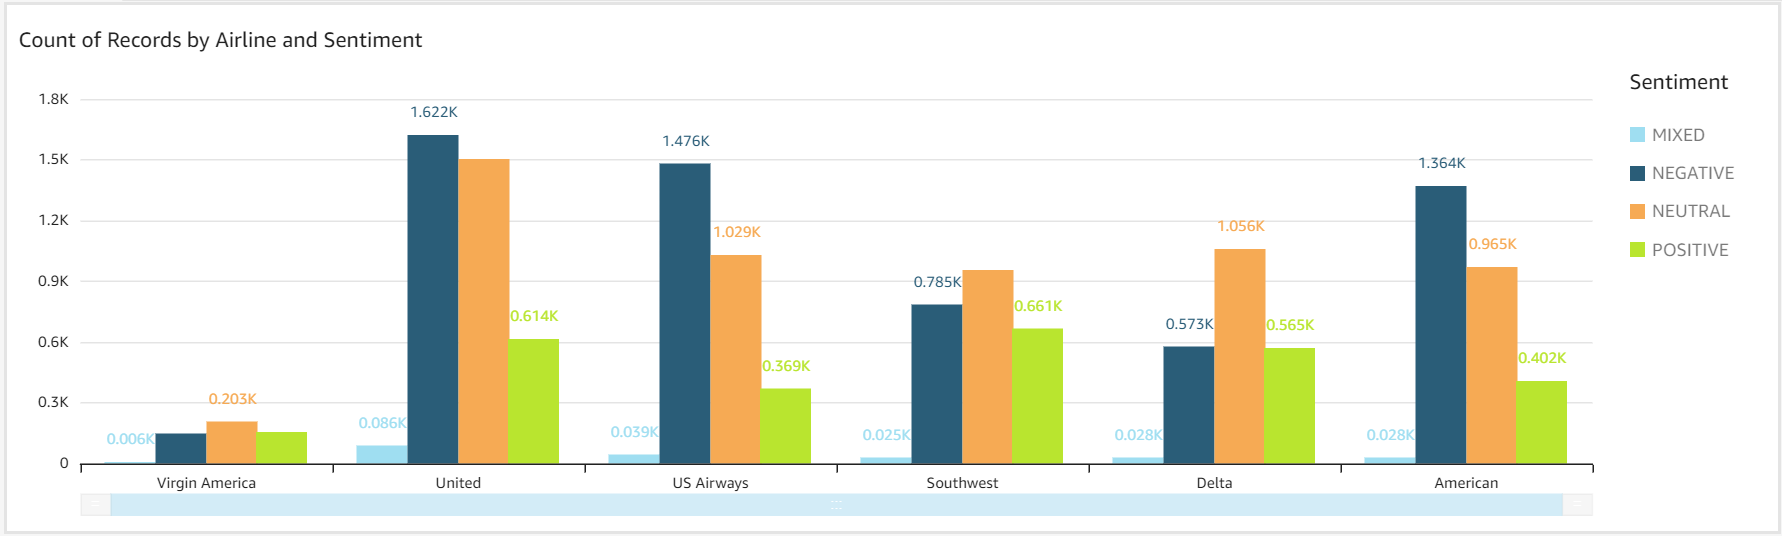 Count of Records by Airline and Sentiment
Sentiment
MIXED
NEGATIVE
NEUTRAL
POSITIVE
1.8K
1.5K
1.2K
0.9K
0.6K
0.3K
0
0.006K
0.203K
0.086K
1.622K
0.614K
0.039K
1.476K
1.029K
0.369K
0.025K
0.785K
0.661K
0.028K
0.573K
1.056K
0.565K
0.028K
1.364K
0.965K
0.402K
Virgin America
United
US Airways
Southwest
Delta
American